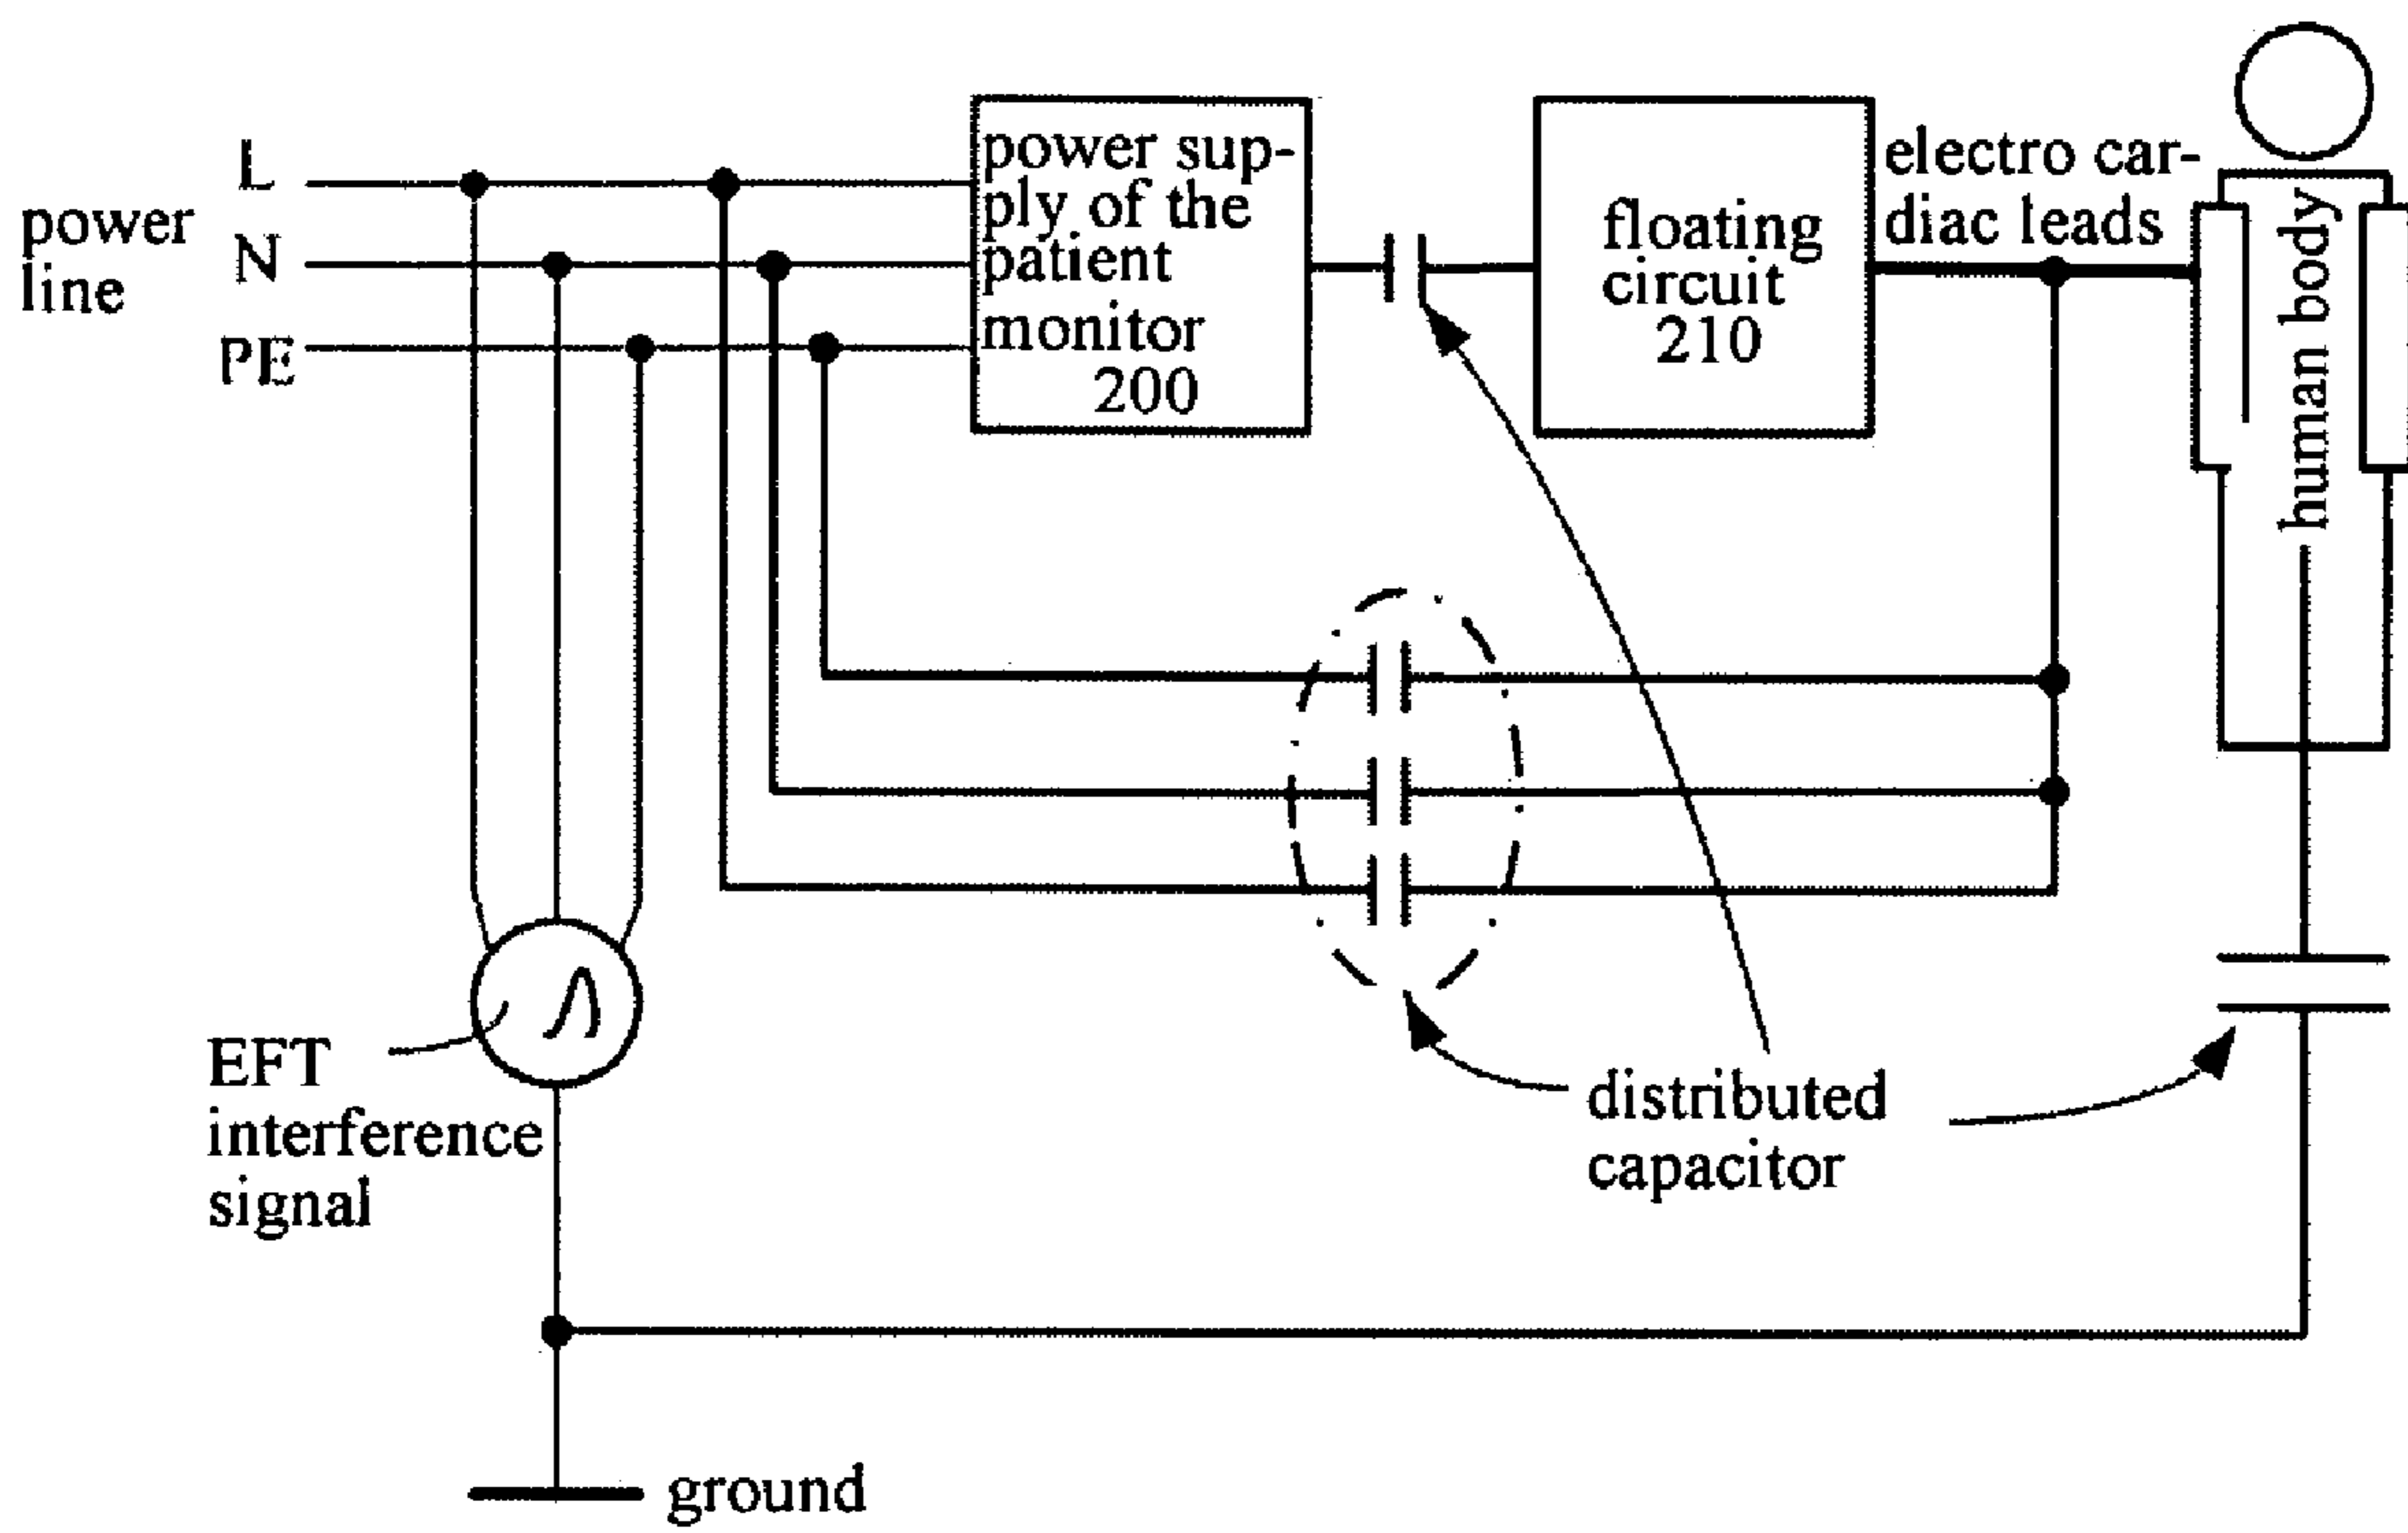 power
line
L
N
PE
power sup-
ply of the
patient
monitor
200
floating
circuit
210
electro car-
diac leads
human body
EFT
interference
signal
distributed
capacitor
ground